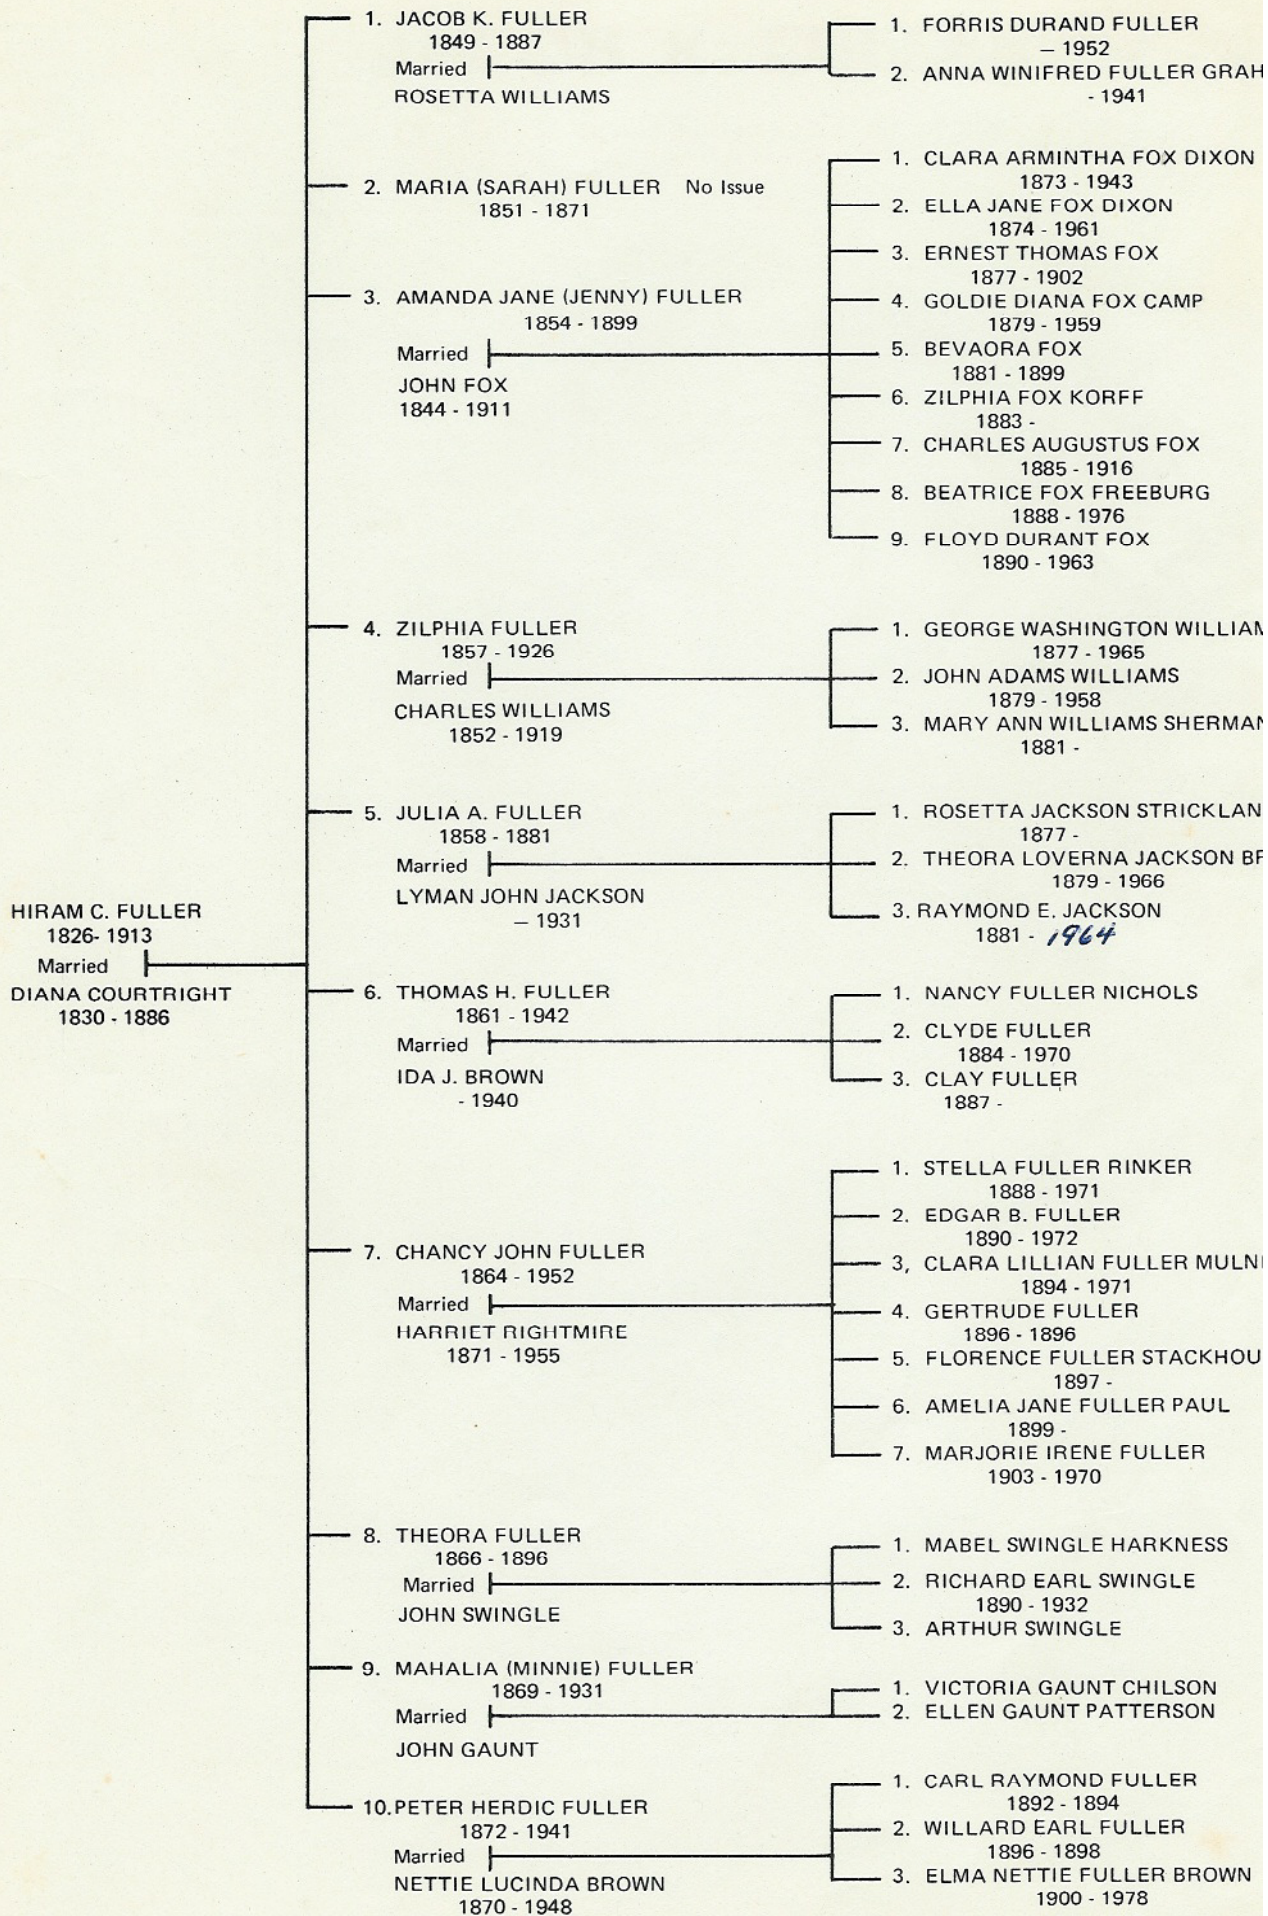 HIRAM C. FULLER
1826- 1913
Married
DIANA COURTRIGHT
1830 - 1886
1. JACOB K. FULLER
1849 - 1887
Married
ROSETTA WILLIAMS
1. FORRIS DURAND FULLER
– 1952
2. ANNA WINIFRED FULLER GRAH
- 1941
2. MARIA (SARAH) FULLER No Issue
1851 - 1871
3. AMANDA JANE (JENNY) FULLER
1854 - 1899
Married
JOHN FOX
1844 - 1911
1. CLARA ARMINTHA FOX DIXON
1873 - 1943
2. ELLA JANE FOX DIXON
1874 - 1961
3. ERNEST THOMAS FOX
1877 - 1902
4. GOLDIE DIANA FOX CAMP
1879 - 1959
5. BEVAORA FOX
1881 - 1899
6. ZILPHIA FOX KORFF
1883 -
7. CHARLES AUGUSTUS FOX
1885 - 1916
8. BEATRICE FOX FREEBURG
1888 - 1976
9. FLOYD DURANT FOX
1890 - 1963
4. ZILPHIA FULLER
1857 - 1926
Married
CHARLES WILLIAMS
1852 - 1919
1. GEORGE WASHINGTON WILLIAM
1877 - 1965
2. JOHN ADAMS WILLIAMS
1879 - 1958
3. MARY ANN WILLIAMS SHERMAN
1881 -
5. JULIA A. FULLER
1858 - 1881
Married
LYMAN JOHN JACKSON
– 1931
1. ROSETTA JACKSON STRICKLAN
1877 -
2. THEORA LOVERNA JACKSON BR
1879 - 1966
3. RAYMOND E. JACKSON
1881 - 1964
6. THOMAS H. FULLER
1861 - 1942
Married
IDA J. BROWN
- 1940
1. NANCY FULLER NICHOLS
2. CLYDE FULLER
1884 - 1970
3. CLAY FULLER
1887 -
7. CHANCY JOHN FULLER
1864 - 1952
Married
HARRIET RIGHTMIRE
1871 - 1955
1. STELLA FULLER RINKER
1888 - 1971
2. EDGAR B. FULLER
1890 - 1972
3, CLARA LILLIAN FULLER MULN
1894 - 1971
4. GERTRUDE FULLER
1896 - 1896
5. FLORENCE FULLER STACKHOU
1897 -
6. AMELIA JANE FULLER PAUL
1899 -
7. MARJORIE IRENE FULLER
1903 - 1970
8. THEORA FULLER
1866 - 1896
Married
JOHN SWINGLE
1. MABEL SWINGLE HARKNESS
2. RICHARD EARL SWINGLE
1890 - 1932
3. ARTHUR SWINGLE
9. MAHALIA (MINNIE) FULLER
1869 - 1931
Married
JOHN GAUNT
1. VICTORIA GAUNT CHILSON
2. ELLEN GAUNT PATTERSON
10. PETER HERDIC FULLER
1872 - 1941
Married
NETTIE LUCINDA BROWN
1870 - 1948
1. CARL RAYMOND FULLER
1892 - 1894
2. WILLARD EARL FULLER
1896 - 1898
3. ELMA NETTIE FULLER BROWN
1900 - 1978